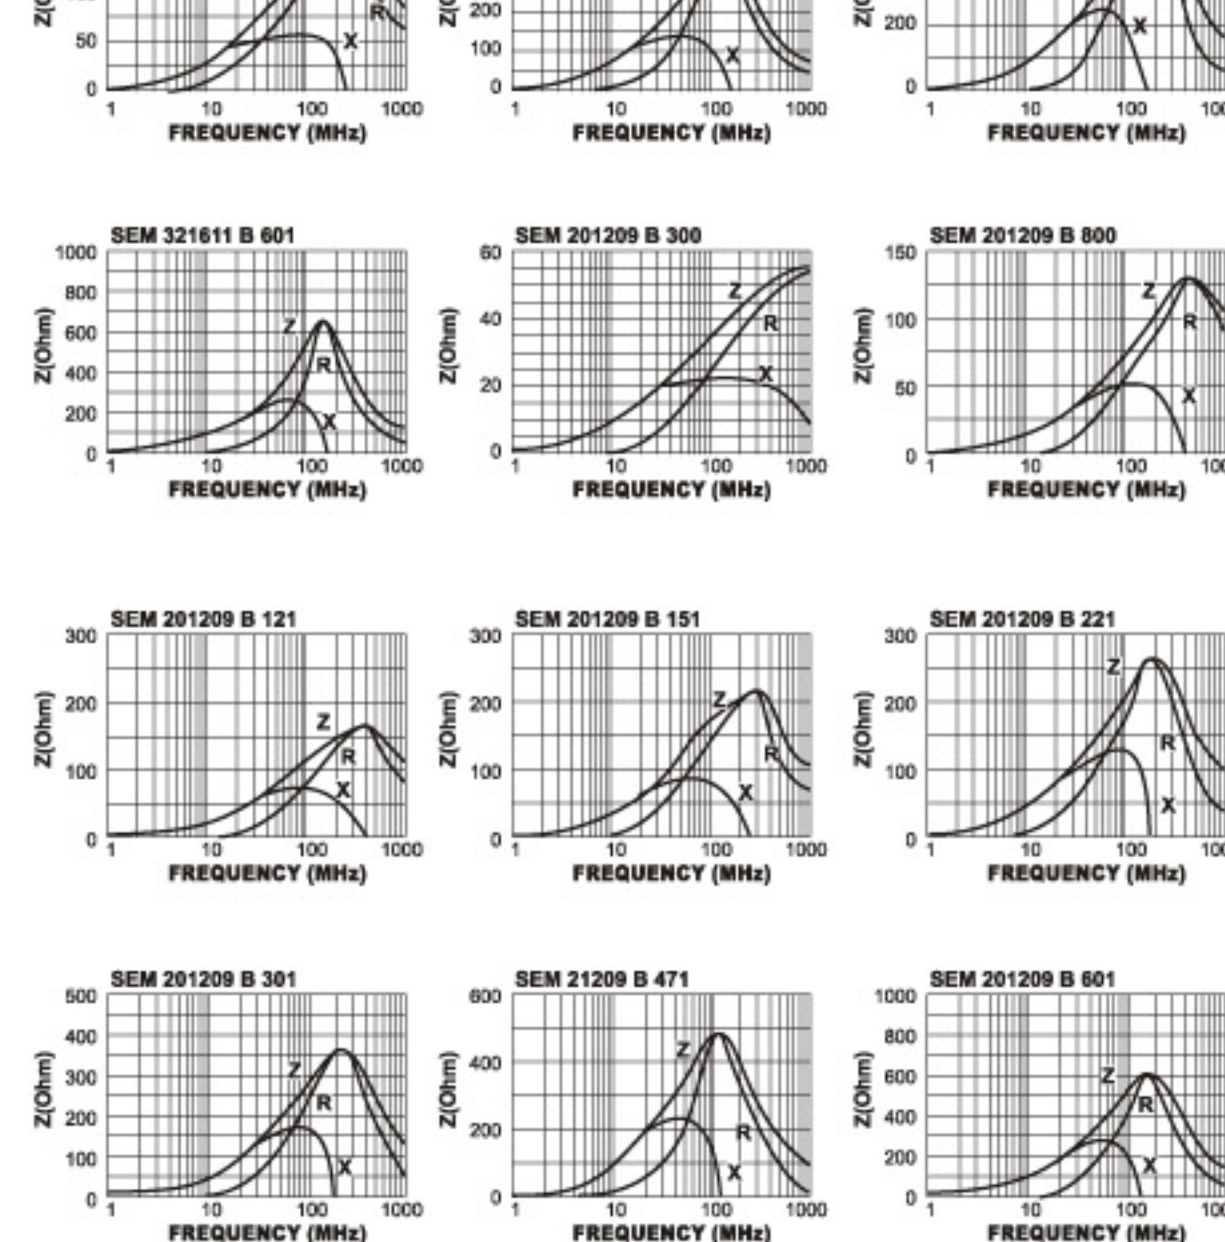 Z R
50 X
0
1 10 100 1000
FREQUENCY (MHz)
200
100 X
0
1 10 100 1000
FREQUENCY (MHz)
200 X
0
1 10 100
FREQUENCY (MHz)
SEM 321611 B 601
1000
800
600
400
200
0
Z(Ohm)
Z
R
X
1 10 100 1000
FREQUENCY (MHz)
SEM 201209 B 300
60
40
20
0
Z(Ohm)
Z
R
X
1 10 100 1000
FREQUENCY (MHz)
SEM 201209 B 800
150
100
50
0
Z(Ohm)
Z
R
X
1 10 100
FREQUENCY (MHz)
SEM 201209 B 121
300
200
100
0
Z(Ohm)
Z
R
X
1 10 100 1000
FREQUENCY (MHz)
SEM 201209 B 151
300
200
100
0
Z(Ohm)
Z
R
X
1 10 100 1000
FREQUENCY (MHz)
SEM 201209 B 221
300
200
100
0
Z(Ohm)
Z
R
X
1 10 100
FREQUENCY (MHz)
SEM 201209 B 301
500
400
300
200
100
0
Z(Ohm)
Z
R
X
1 10 100 1000
FREQUENCY (MHz)
SEM 21209 B 471
600
400
200
0
Z(Ohm)
Z
R
X
1 10 100 1000
FREQUENCY (MHz)
SEM 201209 B 601
1000
800
600
400
200
0
Z(Ohm)
Z
R
X
1 10 100
FREQUENCY (MHz)